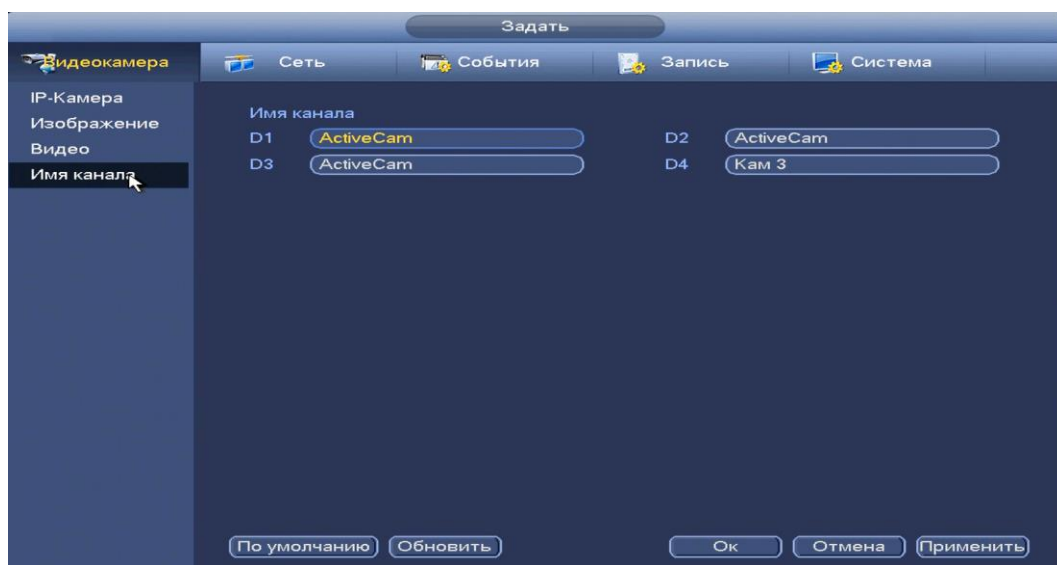 Задать
Видеокамера Сеть События Запись Система
IP-Камера
Изображение
Видео
Имя канала
Имя канала
D1 ActiveCam D2 ActiveCam
D3 ActiveCam D4 Кам 3
По умолчанию Обновить Ок Отмена Применить